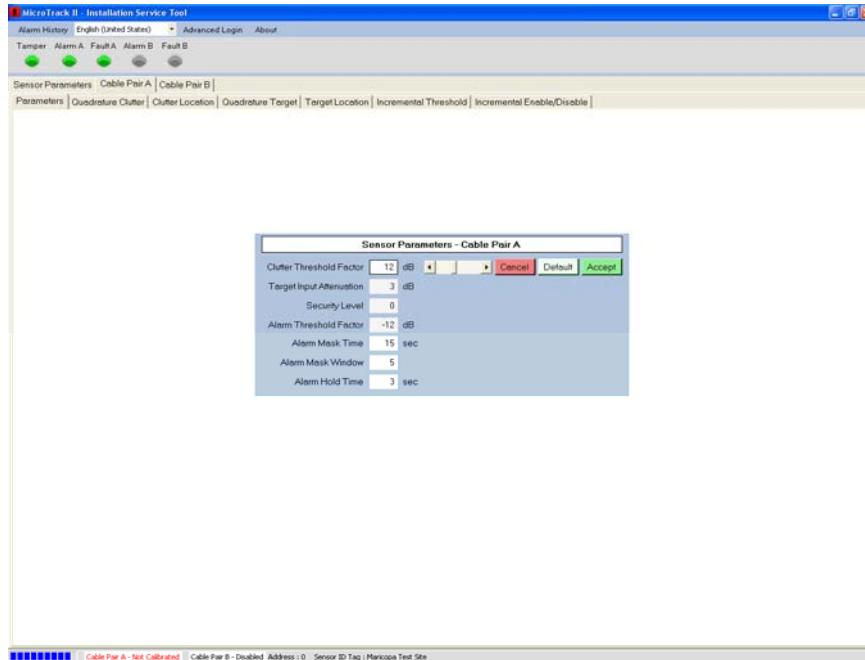 MicroTrack II - Installation Service Tool
Alarm History English (United States) Advanced Login About
Tamper Alarm A Fault A Alarm B Fault B
Sensor Parameters Cable Pair A Cable Pair B
Parameters Quadrature Clutter Clutter Location Quadrature Target Target Location Incremental Threshold Incremental Enable/Disable
Sensor Parameters - Cable Pair A
Clutter Threshold Factor 12 dB Cancel Default Accept
Target Input Attenuation 3 dB
Security Level 0
Alarm Threshold Factor -12 dB
Alarm Mask Time 15 sec
Alarm Mask Window 5
Alarm Hold Time 3 sec
Cable Pair A - Not Calibrated Cable Pair B - Disabled Address : 0 Sensor ID Tag : Maricopa Test Site